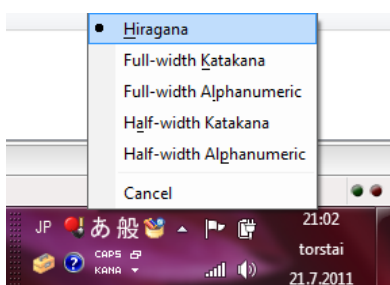 Hiragana
Full-width Katakana
Full-width Alphanumeric
Half-width Katakana
Half-width Alphanumeric
Cancel
JP あ 般 21:02
CAPS torstai
KANA 21.7.2011